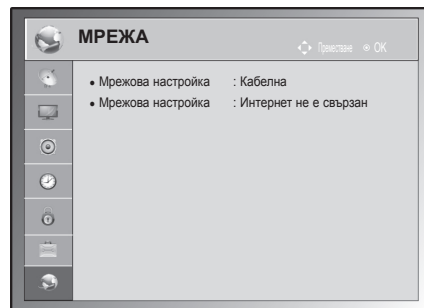 МРЕЖА
Преместване OK
• Мрежова настройка : Кабелна
• Мрежова настройка : Интернет не е свързан